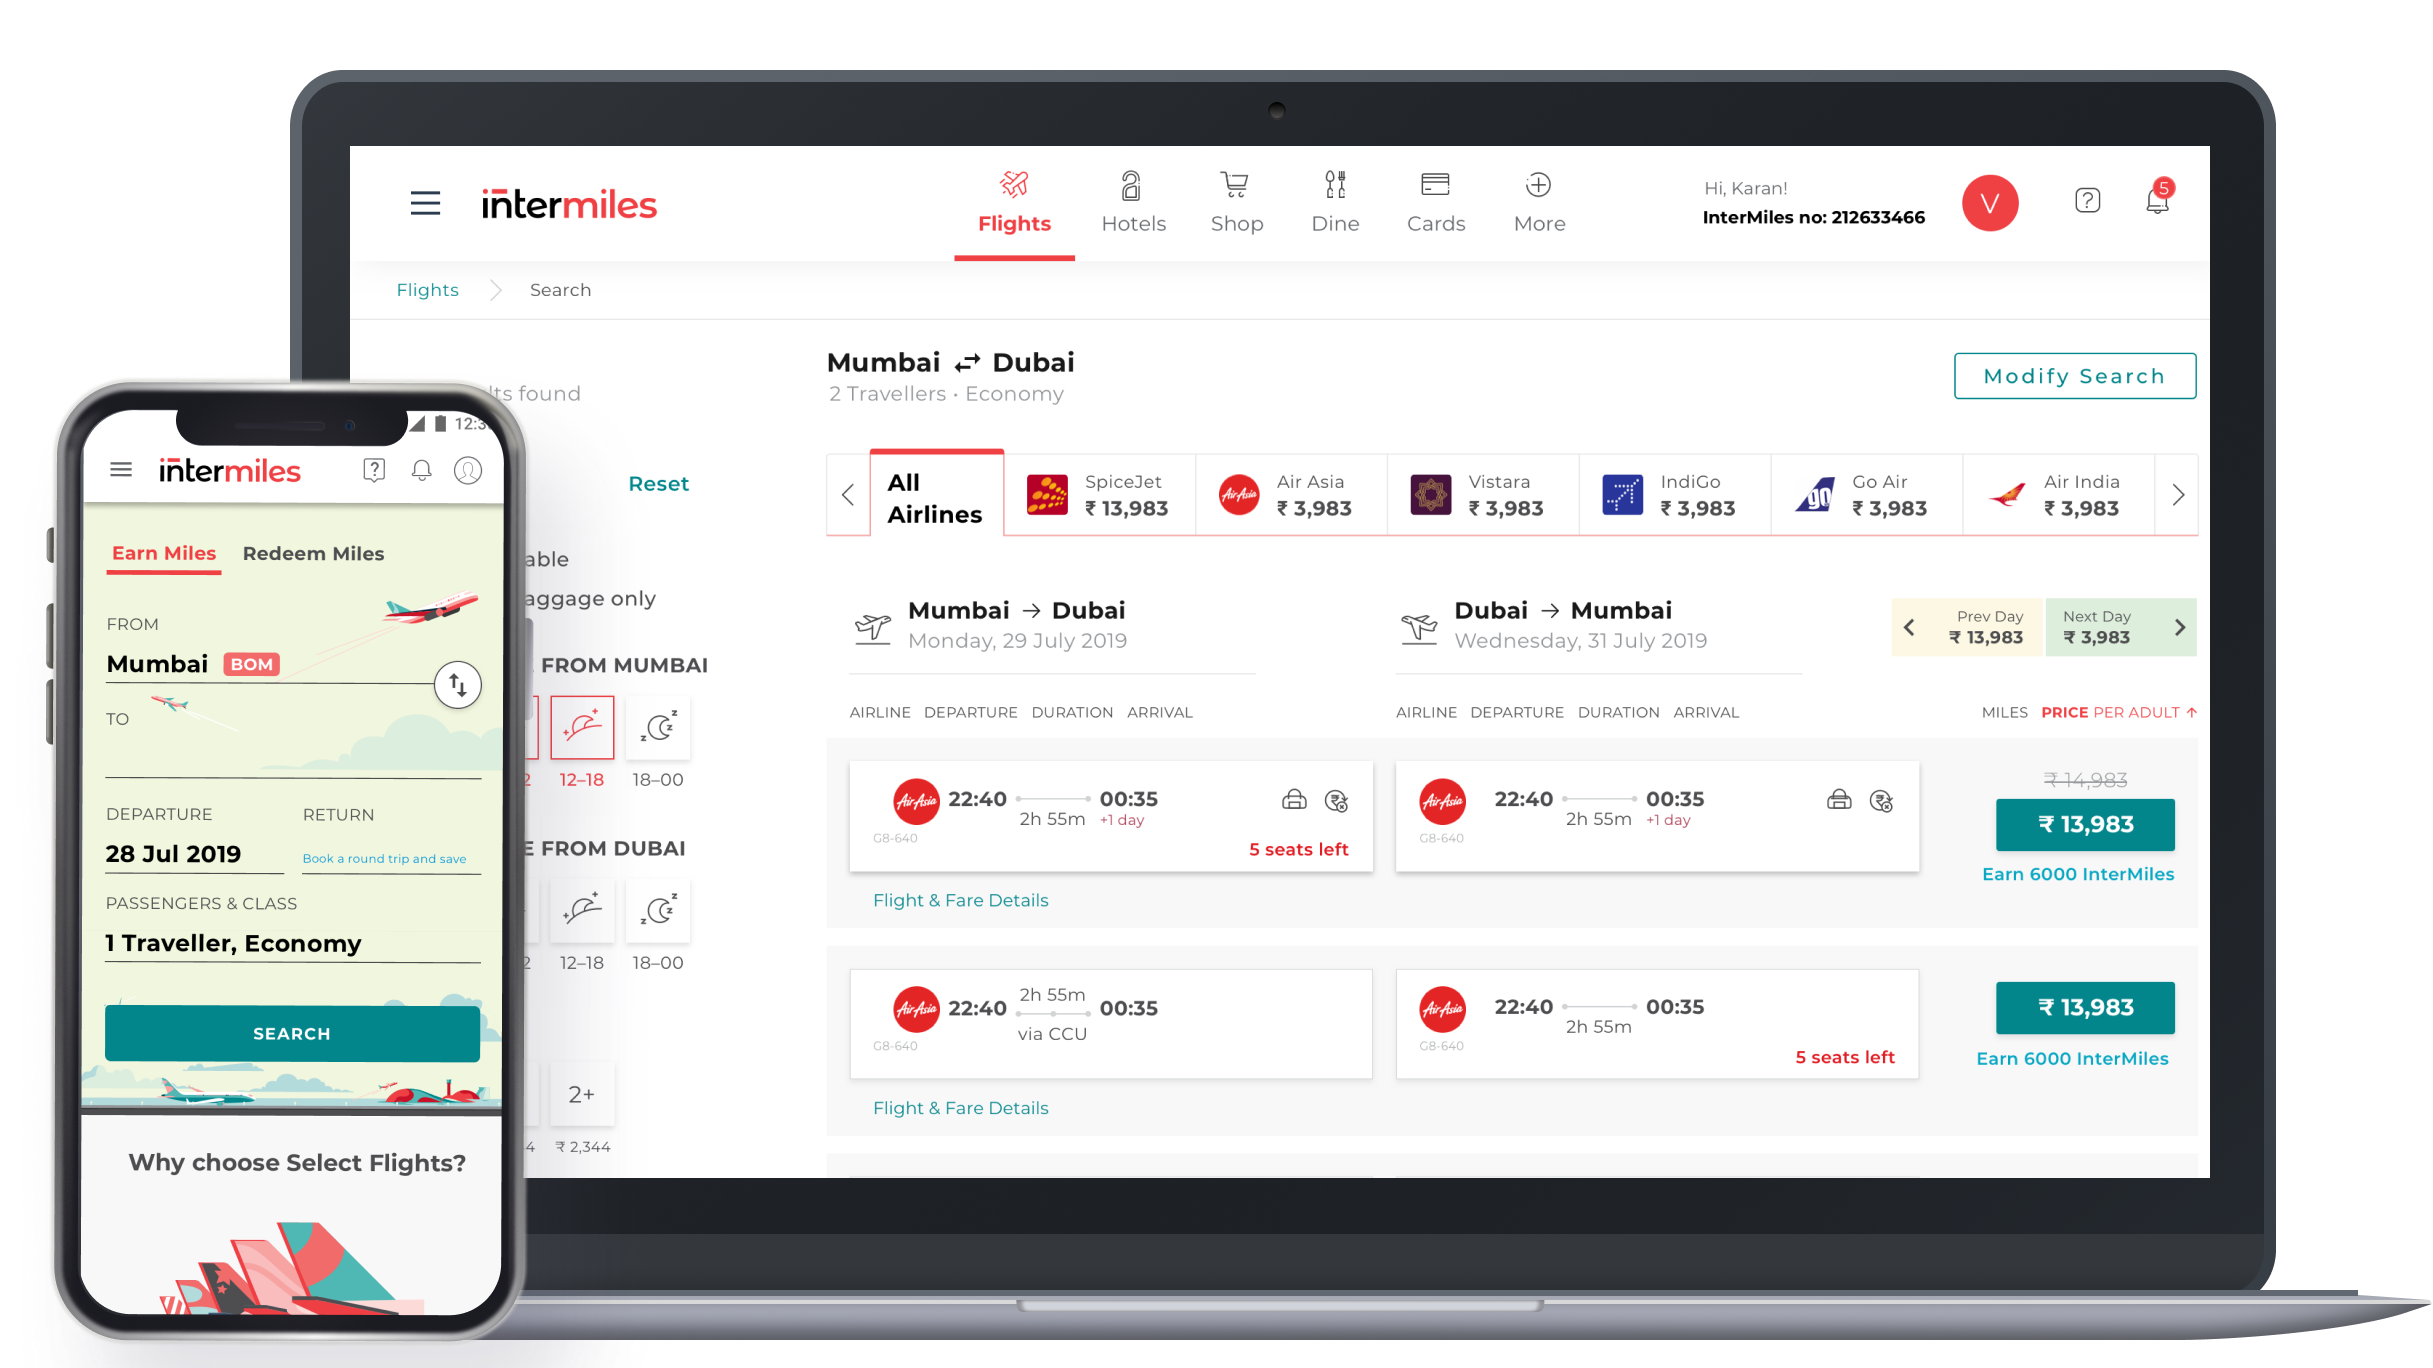 intermiles
Flights
Hotels
Shop
Dine
Cards
More
Hi, Karan!
InterMiles no: 212633466
V
?
5
Flights
Search
found
Reset
aggage only
FROM MUMBAI
12–18
18–00
FROM DUBAI
12–18
18–00
2+
₹ 2,344
Mumbai ⇄ Dubai
2 Travellers • Economy
Modify Search
All
Airlines
SpiceJet
₹ 13,983
AirAsia
Air Asia
₹ 3,983
Vistara
₹ 3,983
IndiGo
₹ 3,983
go
Go Air
₹ 3,983
Air India
₹ 3,983
Mumbai → Dubai
Monday, 29 July 2019
Dubai → Mumbai
Wednesday, 31 July 2019
Prev Day
₹ 13,983
Next Day
₹ 3,983
AIRLINE DEPARTURE DURATION ARRIVAL
AIRLINE DEPARTURE DURATION ARRIVAL
MILES PRICE PER ADULT ↑
AirAsia
G8-640
22:40
2h 55m
00:35
+1 day
5 seats left
AirAsia
G8-640
22:40
2h 55m
00:35
+1 day
₹ 14,983
₹ 13,983
Earn 6000 InterMiles
Flight & Fare Details
AirAsia
G8-640
22:40
2h 55m
via CCU
00:35
AirAsia
G8-640
22:40
2h 55m
00:35
5 seats left
₹ 13,983
Earn 6000 InterMiles
Flight & Fare Details
intermiles
?
Earn Miles
Redeem Miles
FROM
Mumbai BOM
TO
DEPARTURE
28 Jul 2019
RETURN
Book a round trip and save
PASSENGERS & CLASS
1 Traveller, Economy
SEARCH
Why choose Select Flights?